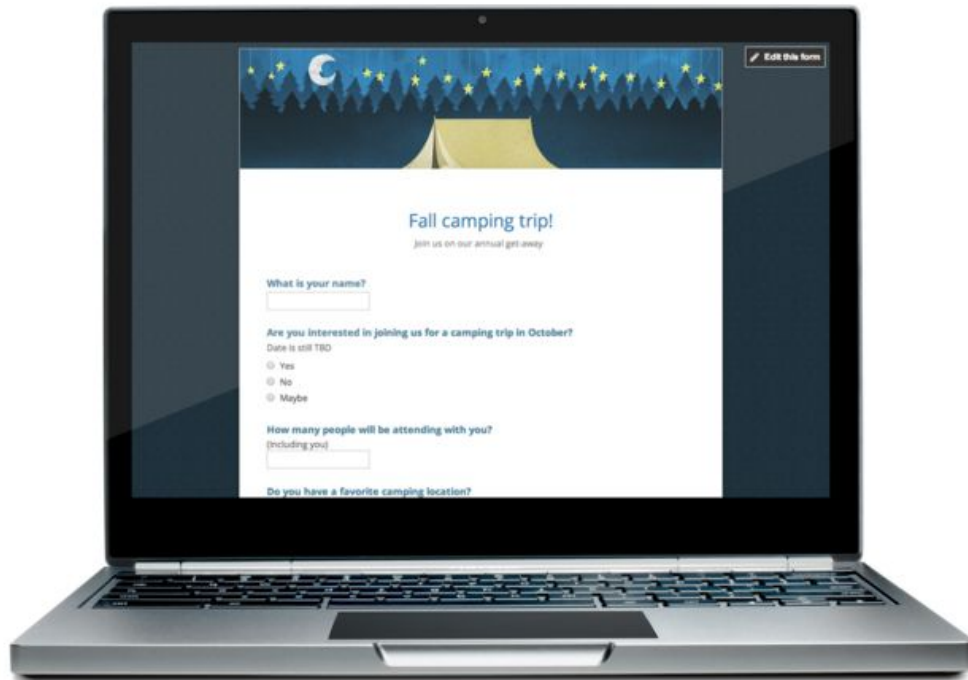 Edit this form
Fall camping trip!
Join us on our annual get-away
What is your name?
Are you interested in joining us for a camping trip in October?
Date is still TBD
Yes
No
Maybe
How many people will be attending with you?
(Including you)
Do you have a favorite camping location?